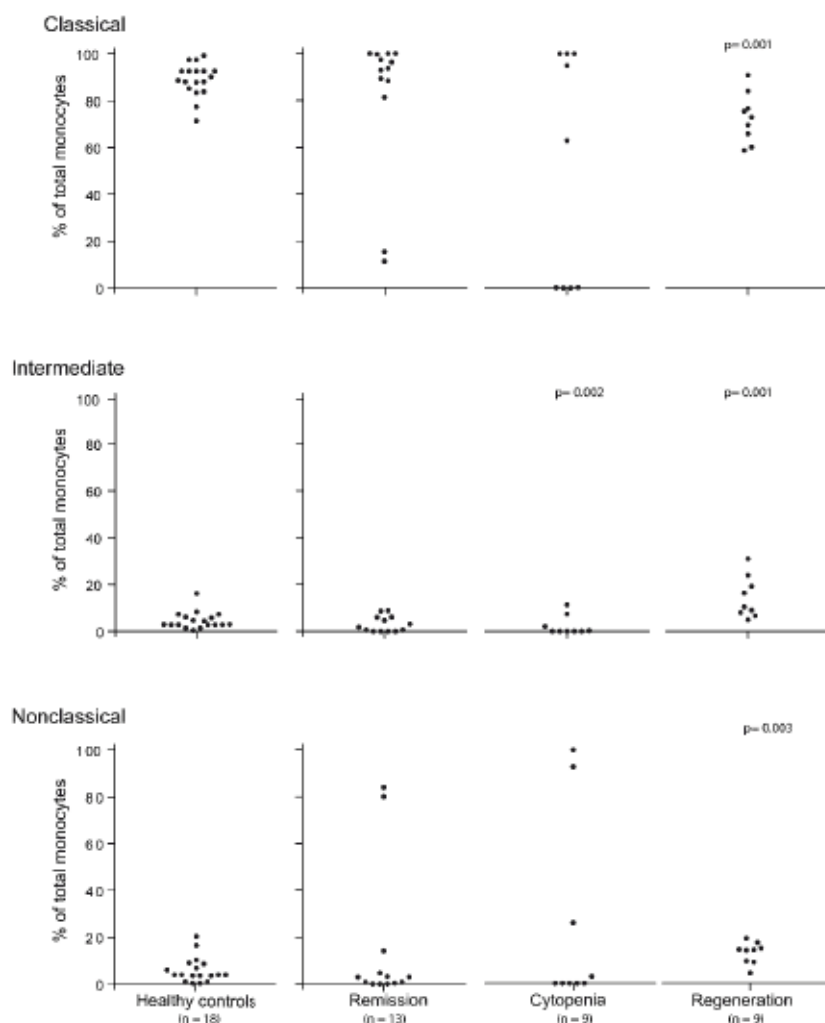 Classical
% of total monocytes
100
80
60
40
20
0
p= 0.001
Intermediate
% of total monocytes
100
80
60
40
20
0
p= 0.002
p= 0.001
Nonclassical
% of total monocytes
100
80
60
40
20
0
p= 0.003
Healthy controls
(n = 18)
Remission
(n = 13)
Cytopenia
(n = 9)
Regeneration
(n = 9)